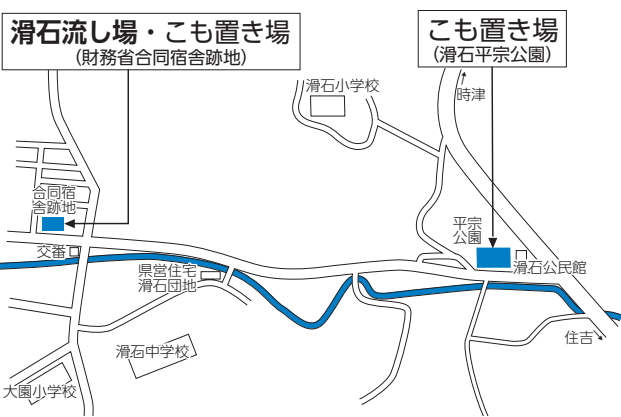 滑石流し場・こも置き場
(財務省合同宿舎跡地)
こも置き場
(滑石平宗公園)
滑石小学校
時津
合同宿
舎跡地
平宗
公園
交番
県営住宅
滑石団地
滑石公民館
住吉
滑石中学校
大園小学校